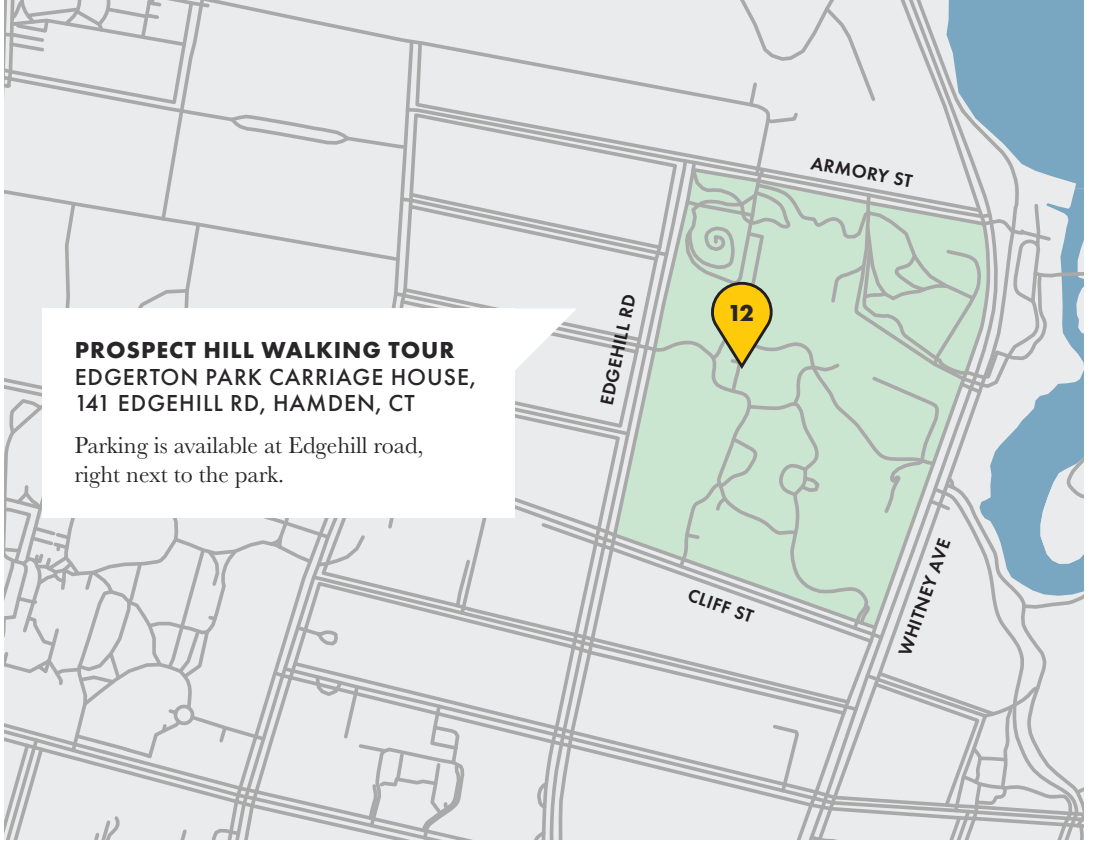 ARMORY ST
EDGEHILL RD
12
PROSPECT HILL WALKING TOUR
EDGERTON PARK CARRIAGE HOUSE,
141 EDGEHILL RD, HAMDEN, CT
Parking is available at Edgehill road,
right next to the park.
CLIFF ST
WHITNEY AVE